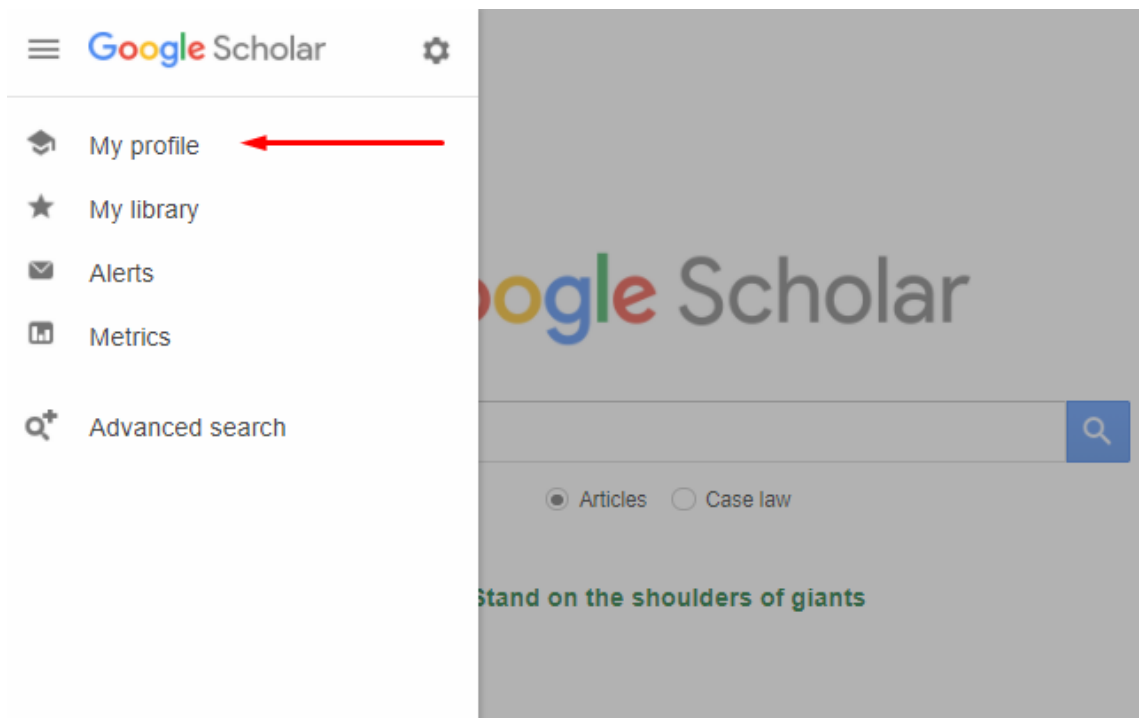 Google Scholar
My profile
My library
Alerts
Metrics
Advanced search
ogle Scholar
Articles Case law
Stand on the shoulders of giants